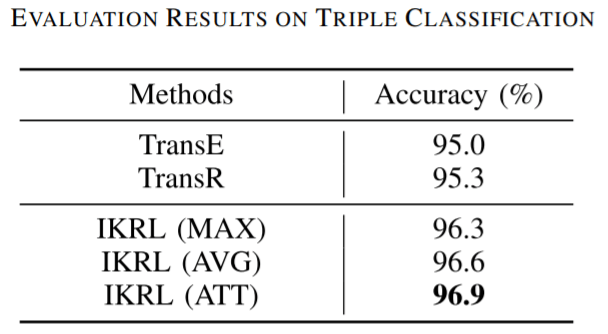 EVALUATION RESULTS ON TRIPLE CLASSIFICATION
Methods Accuracy (%)
TransE 95.0
TransR 95.3
IKRL (MAX) 96.3
IKRL (AVG) 96.6
IKRL (ATT) 96.9